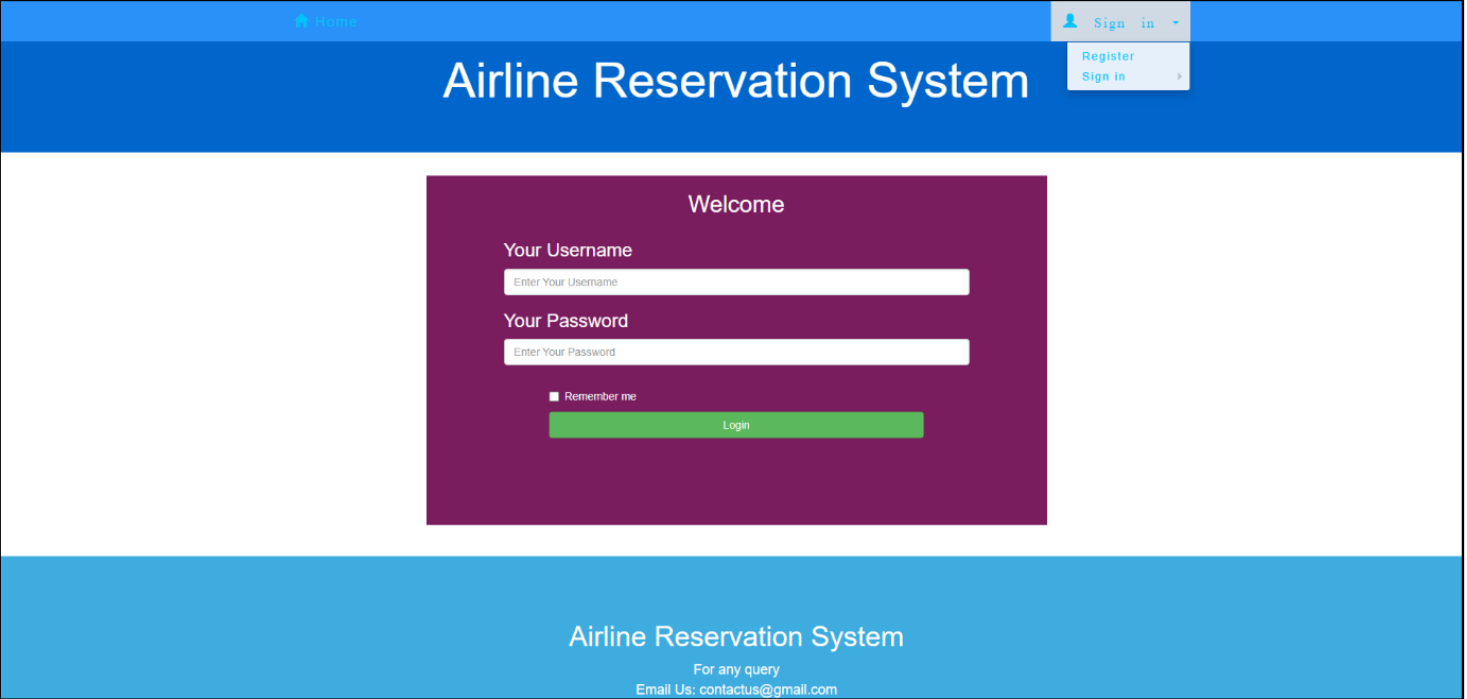 Home
Sign in
Register
Sign in
Airline Reservation System
Welcome
Your Username
Enter Your Username
Your Password
Enter Your Password
Remember me
Login
Airline Reservation System
For any query
Email Us: contactus@gmail.com